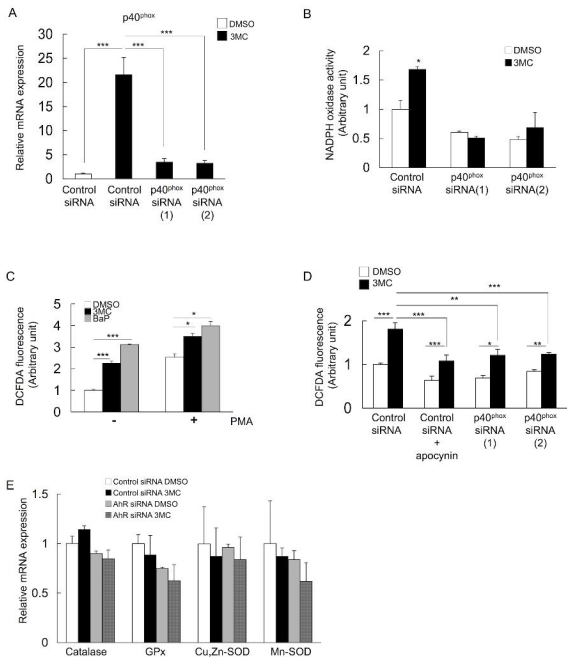 A
p40phox
DMSO
3MC
***
*** ***
Relative mRNA expression
35
30
25
20
15
10
5
0
Control siRNA
Control siRNA
p40phox siRNA (1)
p40phox siRNA (2)
B
DMSO
3MC
NADPH oxidase activity
(Arbitrary unit)
2
1.5
1
0.5
0
*
Control
siRNA
p40phox
siRNA(1)
p40phox
siRNA(2)
C
DMSO
3MC
BaP
DCFDA fluorescence
(Arbitrary unit)
5
4
3
2
1
0
***
***
*
*
- + PMA
D
DMSO
3MC
DCFDA fluorescence
(Arbitrary unit)
2
1
0
***
**
*** ***
*** * **
Control
siRNA
Control
siRNA
+
apocynin
p40phox
siRNA
(1)
p40phox
siRNA
(2)
E
Control siRNA DMSO
Control siRNA 3MC
AhR siRNA DMSO
AhR siRNA 3MC
Relative mRNA expression
1.5
1
0.5
0
Catalase GPx Cu,Zn-SOD Mn-SOD